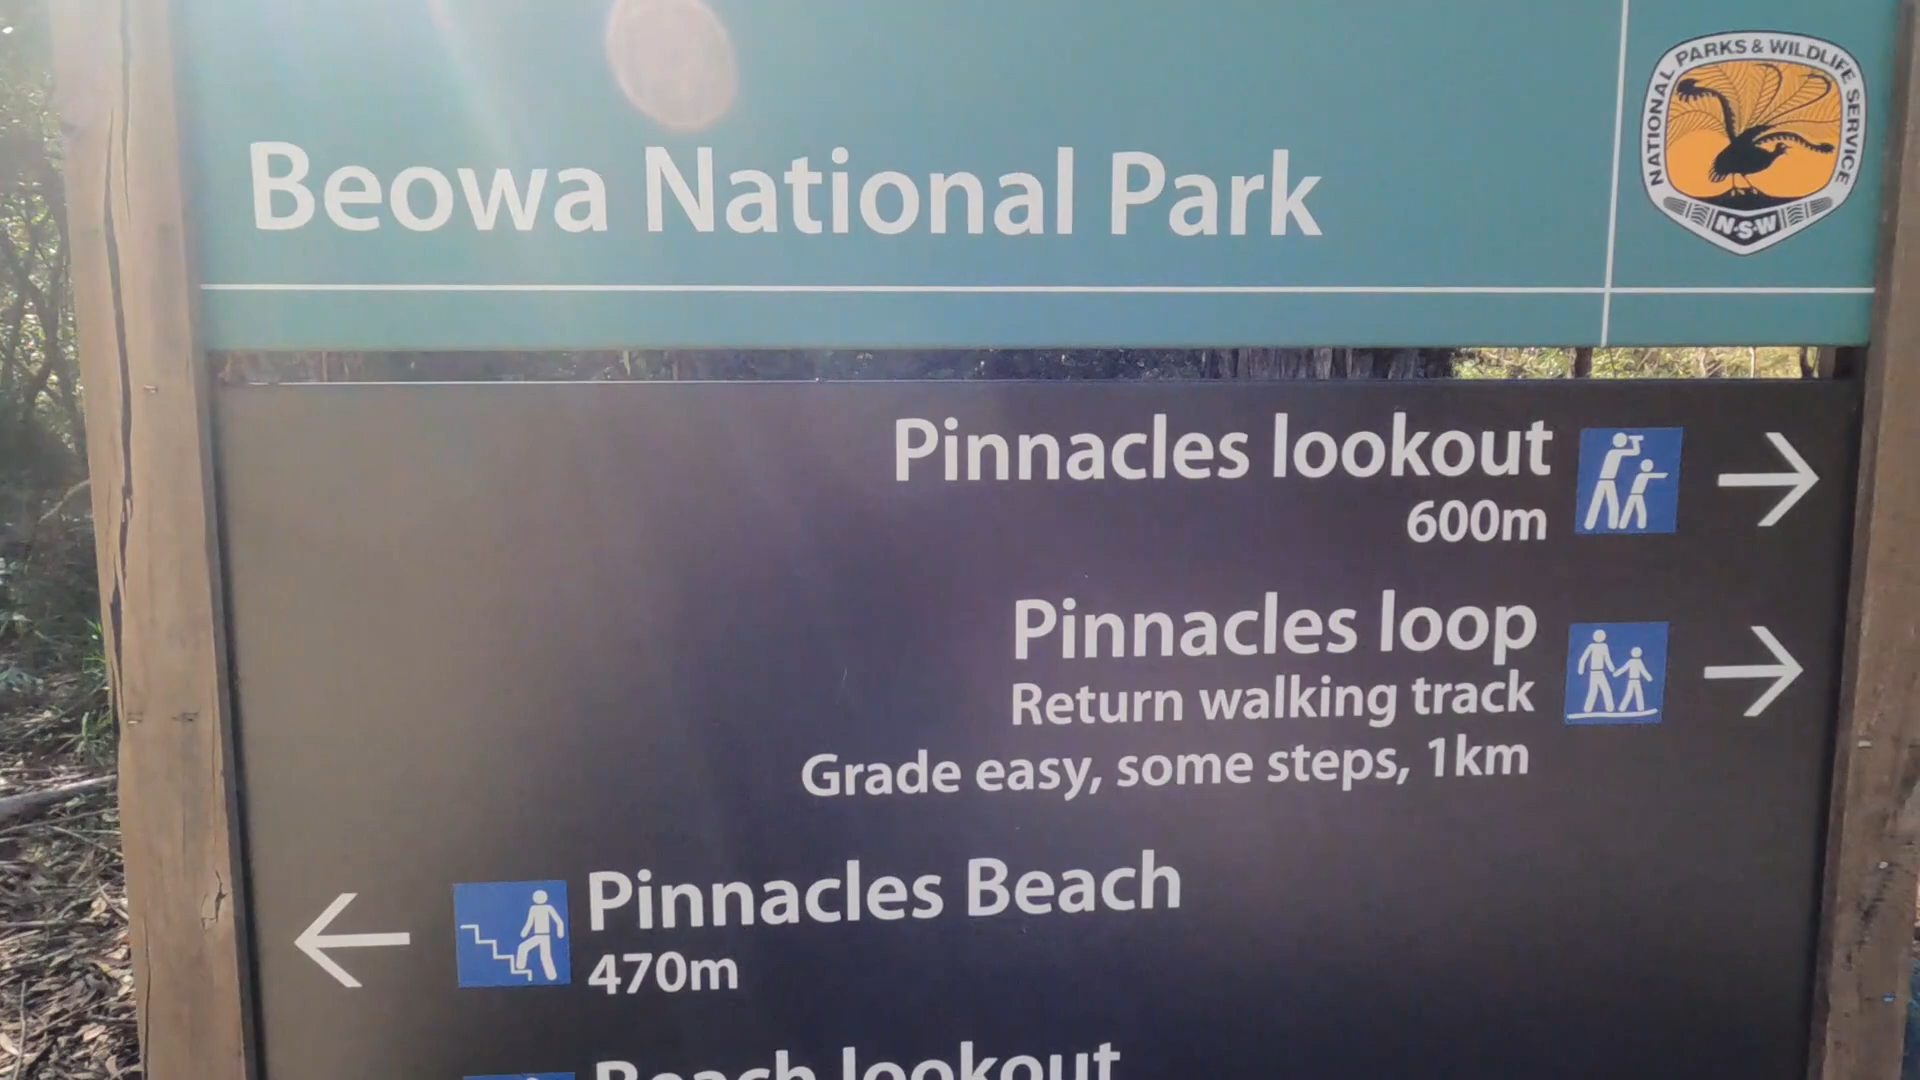 Beowa National Park
NATIONAL PARKS & WILDLIFE SERVICE
N·S·W
Pinnacles lookout
600m
Pinnacles loop
Return walking track
Grade easy, some steps, 1km
Pinnacles Beach
470m
Beach lookout